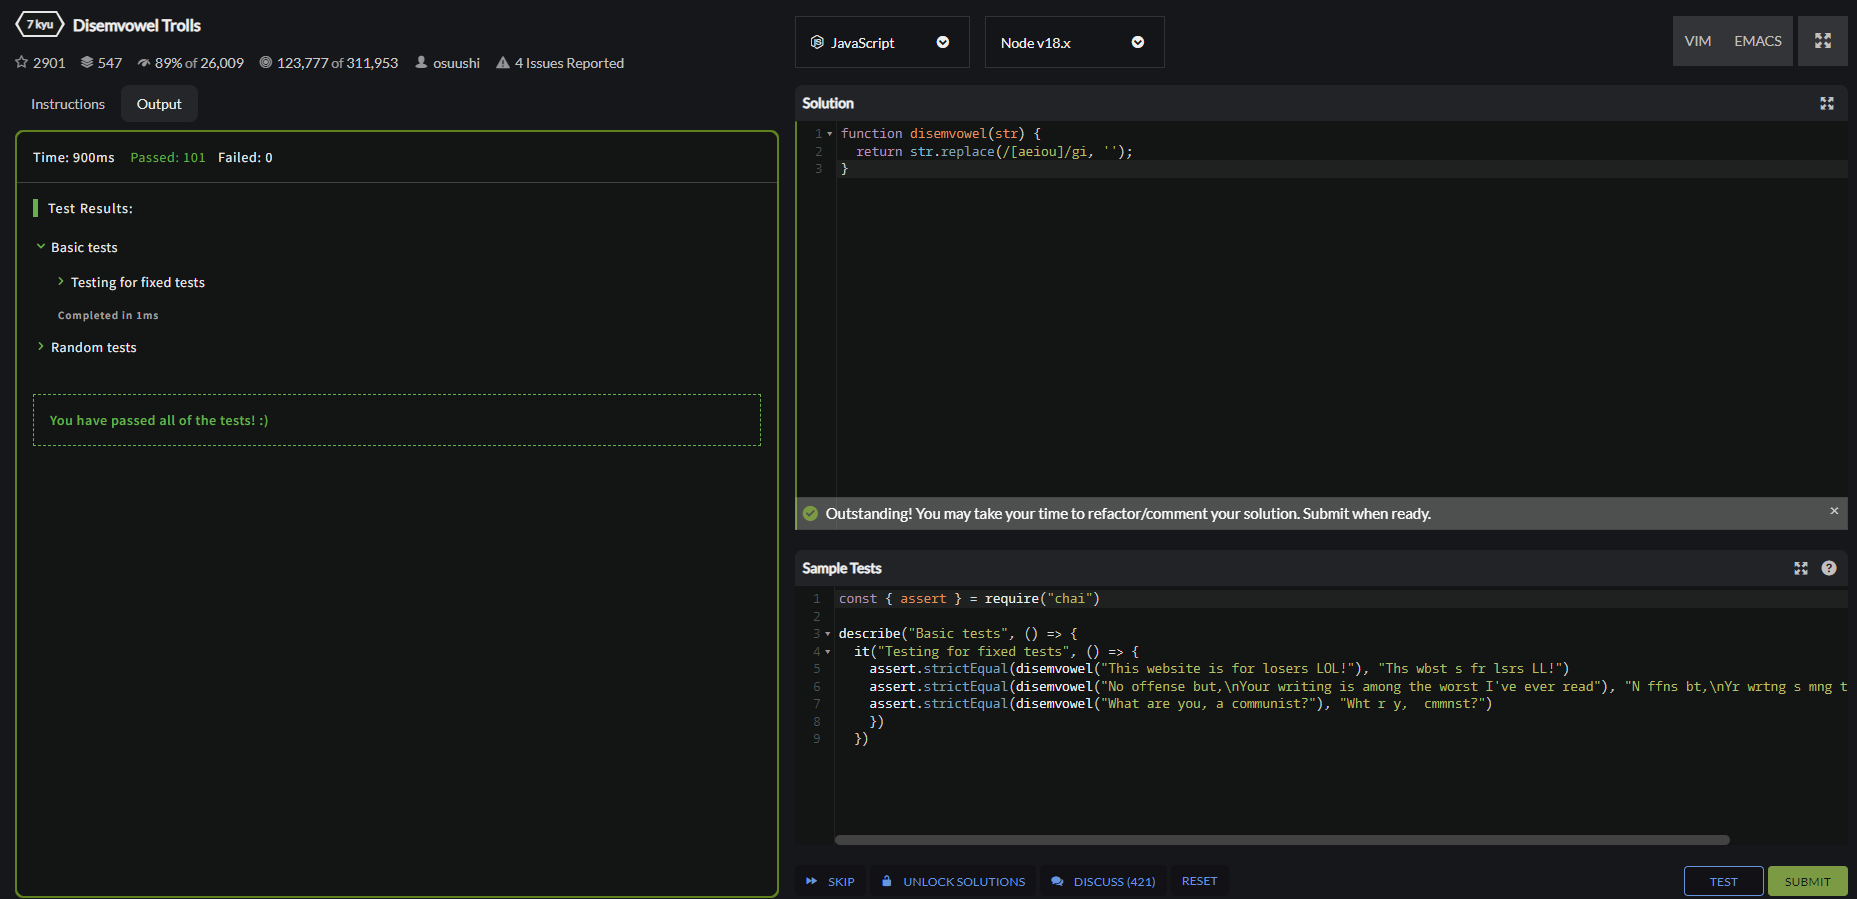 7 kyu Disemvowel Trolls
2901 547 89% of 26,009 123,777 of 311,953 osuushi 4 Issues Reported
Instructions Output
Time: 900ms Passed: 101 Failed: 0
Test Results:
Basic tests
Testing for fixed tests
Completed in 1ms
Random tests
You have passed all of the tests! :)
JavaScript Node v18.x VIM EMACS
Solution
1 function disemvowel(str) {
2 return str.replace(/[aeiou]/gi, '');
3 }
Outstanding! You may take your time to refactor/comment your solution. Submit when ready. ×
Sample Tests ?
1 const { assert } = require("chai")
2
3 describe("Basic tests", () => {
4 it("Testing for fixed tests", () => {
5 assert.strictEqual(disemvowel("This website is for losers LOL!"), "Ths wbst s fr lsrs LL!")
6 assert.strictEqual(disemvowel("No offense but,\nYour writing is among the worst I've ever read"), "N ffns bt,\nYr wrtng s mng t
7 assert.strictEqual(disemvowel("What are you, a communist?"), "Wht r y,  cmmnst?")
8 })
9 })
SKIP UNLOCK SOLUTIONS DISCUSS (421) RESET TEST SUBMIT